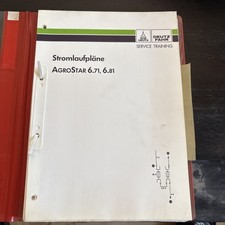 DEUTZ
FAHR
SERVICE TRAINING
Stromlaufpläne
AGROSTAR 6.71, 6.81